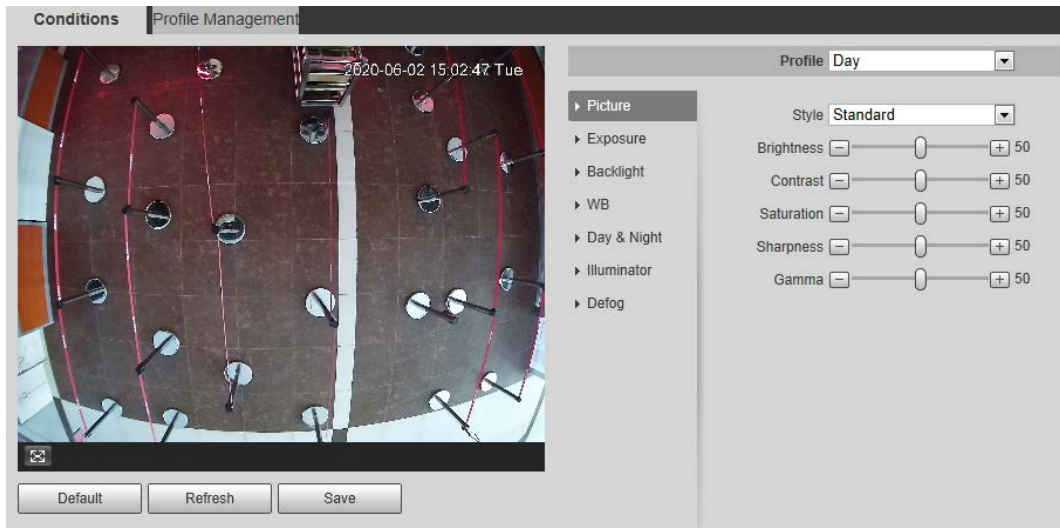 Conditions
Profile Management
2020-06-02 15:02:47 Tue
Profile Day
Picture
Exposure
Backlight
WB
Day & Night
Illuminator
Defog
Style Standard
Brightness 50
Contrast 50
Saturation 50
Sharpness 50
Gamma 50
Default Refresh Save